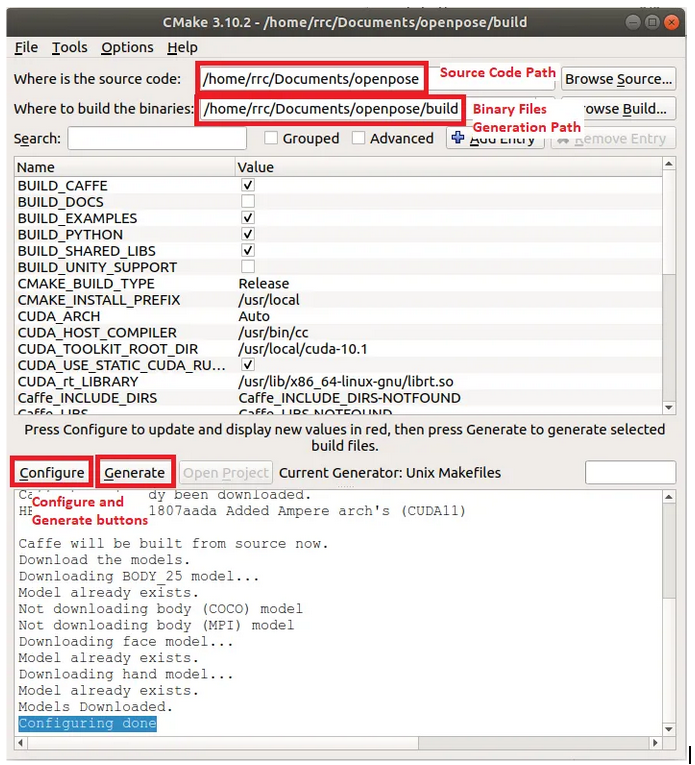 CMake 3.10.2 - /home/rrc/Documents/openpose/build
File Tools Options Help
Where is the source code: /home/rrc/Documents/openpose Source Code Path Browse Source...
Where to build the binaries: /home/rrc/Documents/openpose/build Binary Files Generation Path rowse Build...
Search: Grouped Advanced Add Entry Remove Entry
Name Value
BUILD_CAFFE
BUILD_DOCS
BUILD_EXAMPLES
BUILD_PYTHON
BUILD_SHARED_LIBS
BUILD_UNITY_SUPPORT
CMAKE_BUILD_TYPE Release
CMAKE_INSTALL_PREFIX /usr/local
CUDA_ARCH Auto
CUDA_HOST_COMPILER /usr/bin/cc
CUDA_TOOLKIT_ROOT_DIR /usr/local/cuda-10.1
CUDA_USE_STATIC_CUDA_RU...
CUDA_rt_LIBRARY /usr/lib/x86_64-linux-gnu/librt.so
Caffe_INCLUDE_DIRS Caffe_INCLUDE_DIRS-NOTFOUND
Caffe_LIBS Caffe_LIBS-NOTFOUND
Press Configure to update and display new values in red, then press Generate to generate selected
build files.
Configure Generate Open Project Current Generator: Unix Makefiles
dy been downloaded.
Configure and
Generate buttons
1807aada Added Ampere arch's (CUDA11)
Caffe will be built from source now.
Download the models.
Downloading BODY_25 model...
Model already exists.
Not downloading body (COCO) model
Not downloading body (MPI) model
Downloading face model...
Model already exists.
Downloading hand model...
Model already exists.
Models Downloaded.
Configuring done